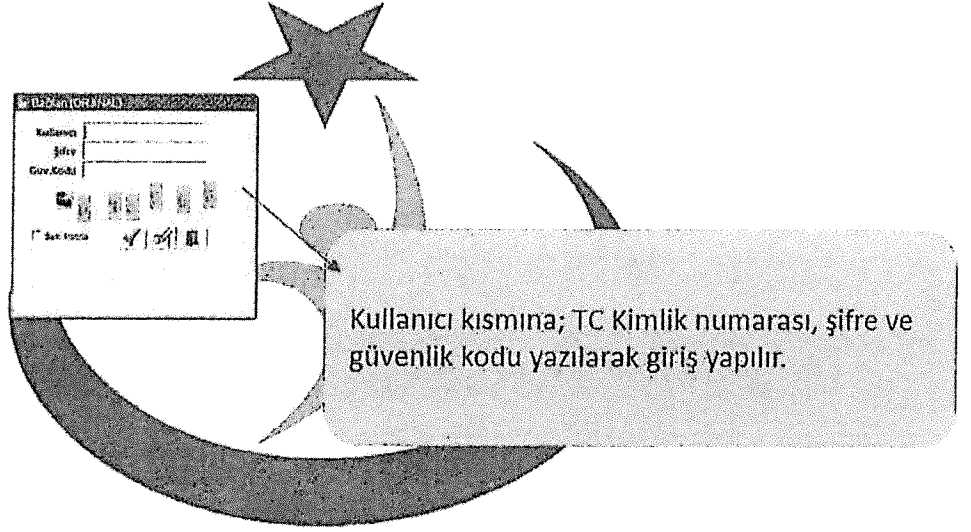 Kullanıcı
Şifre
Güv.Kodu
Kullanıcı kısmına; TC Kimlik numarası, şifre ve
güvenlik kodu yazılarak giriş yapılır.